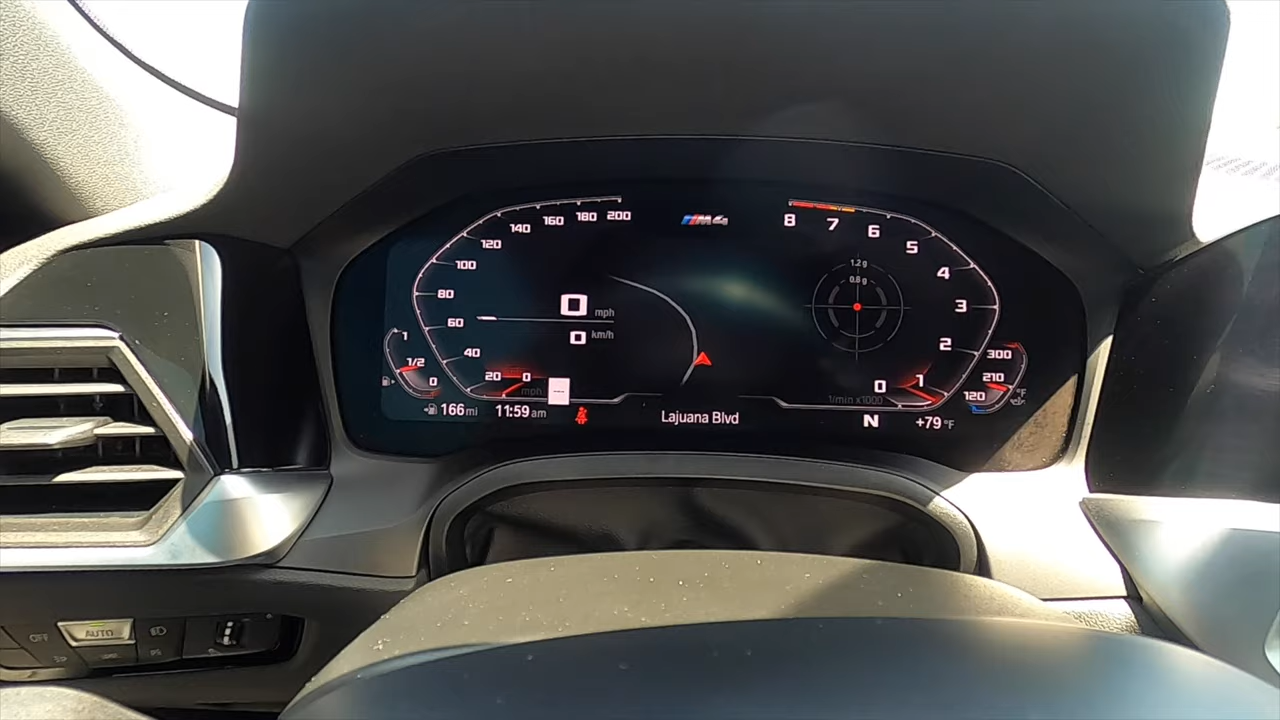 200
180
160
140
120
100
80
60
40
20
0
mph
M4
8
7
6
5
4
3
2
1
0
1/min x1000
1.2 g
0.6 g
0 mph
0 km/h
1
1/2
0
300
210
120
°F
166 mi
11:59 am
Lajuana Blvd
N
+79 °F
OFF
AUTO